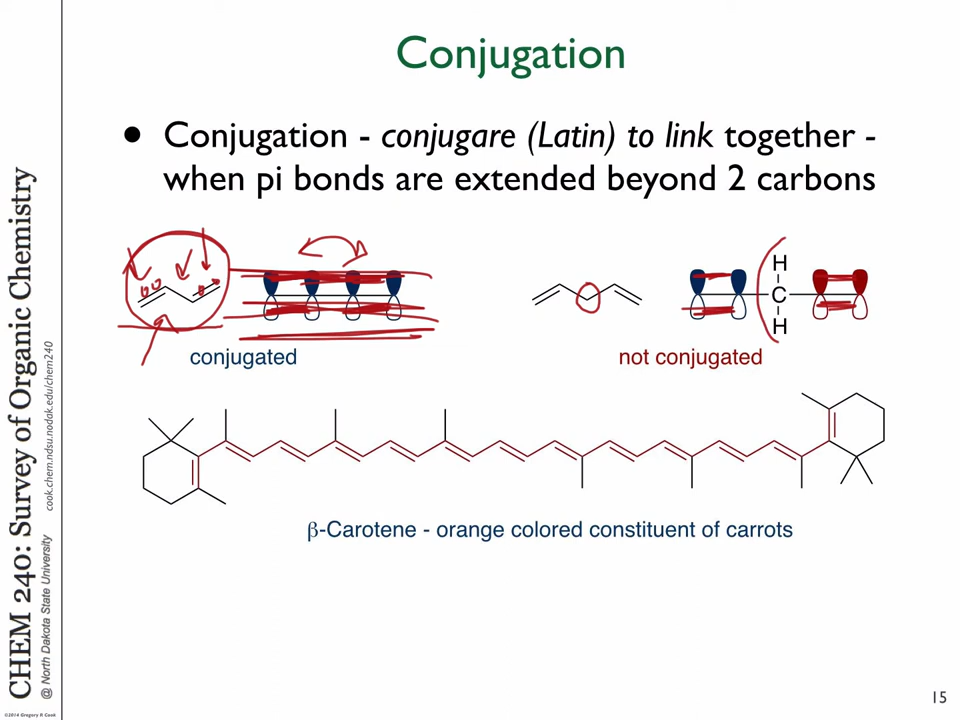 Conjugation
• Conjugation - conjugare (Latin) to link together -
when pi bonds are extended beyond 2 carbons
H
C
H
conjugated
not conjugated
β-Carotene - orange colored constituent of carrots
CHEM 240: Survey of Organic Chemistry
@ North Dakota State University
cook.chem.ndsu.nodak.edu/chem240
©2014 Gregory R Cook
15